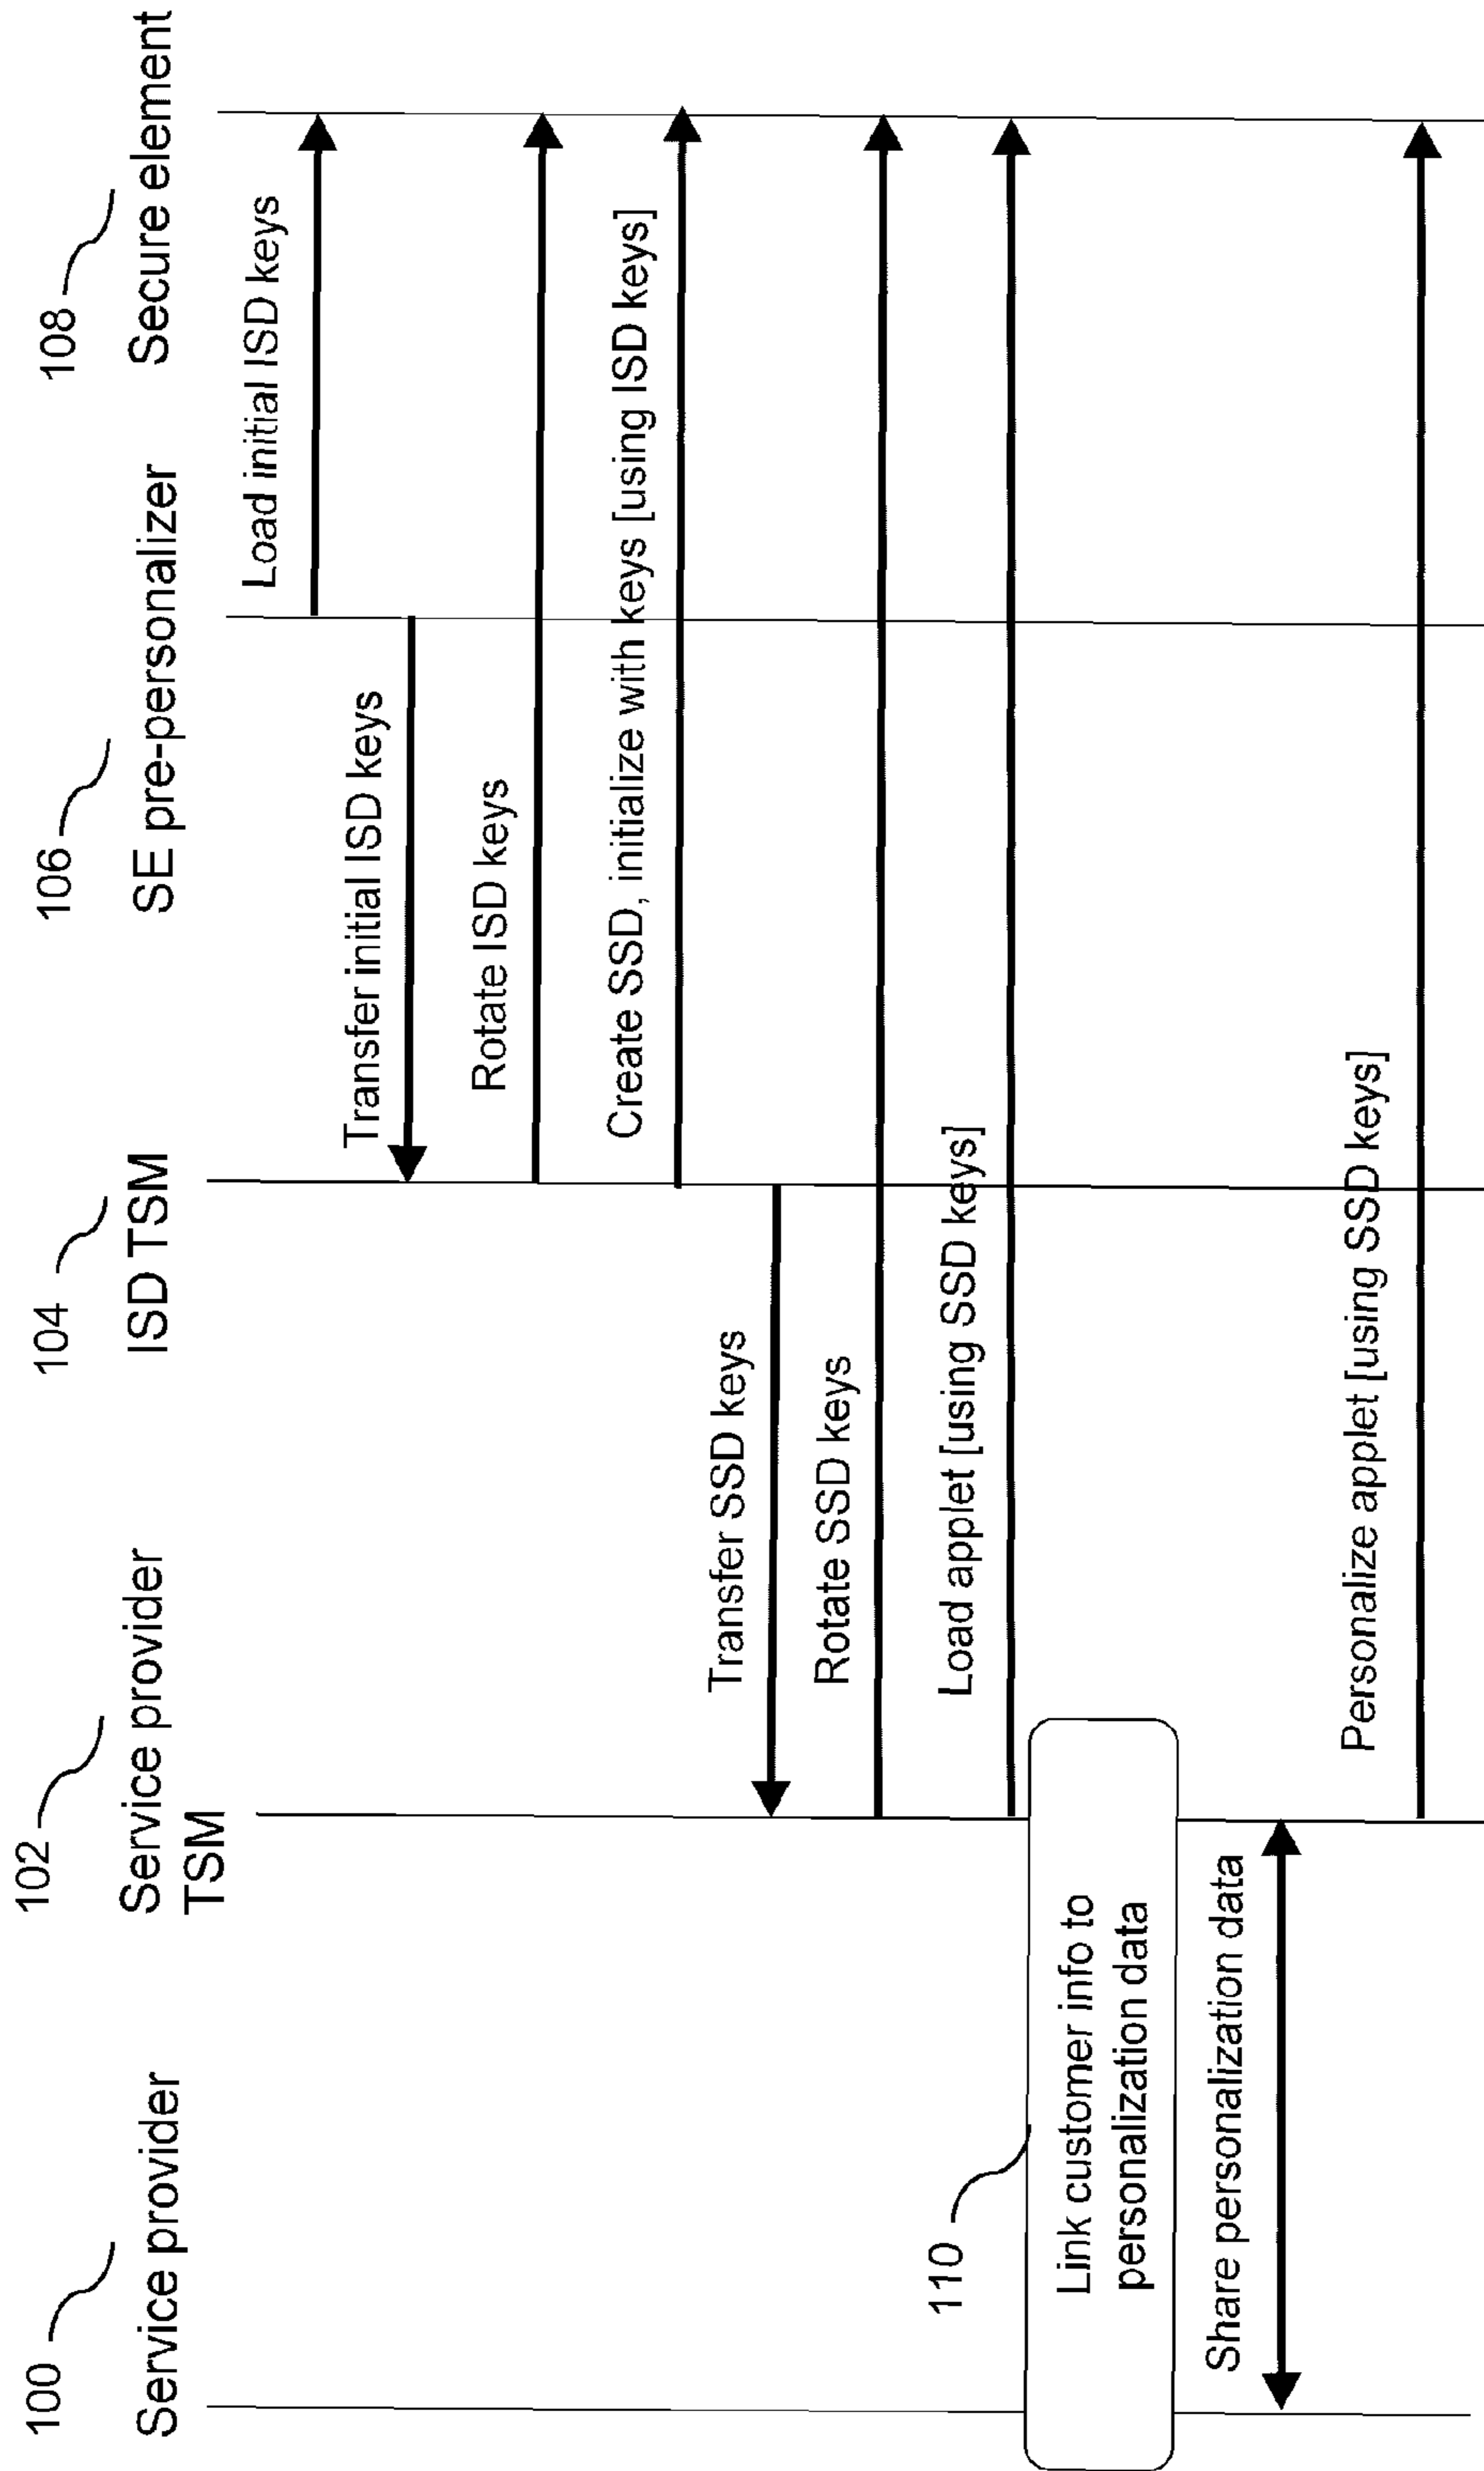 100
Service provider
102
Service provider
TSM
104
ISD TSM
106
SE pre-personalizer
108
Secure element
Load initial ISD keys
Transfer initial ISD keys
Rotate ISD keys
Create SSD, initialize with keys [using ISD keys]
Transfer SSD keys
Rotate SSD keys
Load applet [using SSD keys]
110
Link customer info to
personalization data
Share personalization data
Personalize applet [using SSD keys]